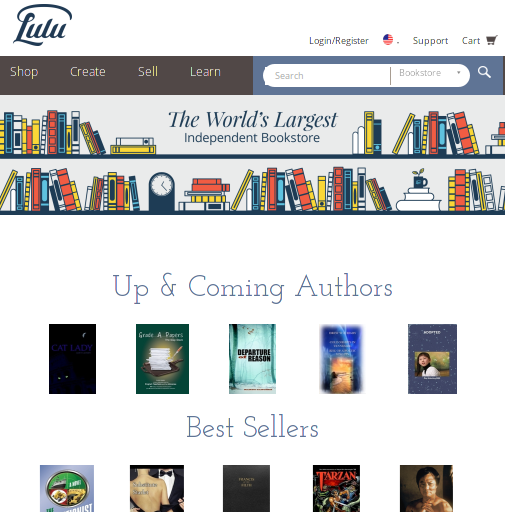 Lulu
Login/Register
Support
Cart
Shop
Create
Sell
Learn
Search
Bookstore
The World's Largest
Independent Bookstore
Up & Coming Authors
CAT LADY
Grade A Papers
DEPARTURE
REASON
ADOPTED
Best Sellers
TARZAN